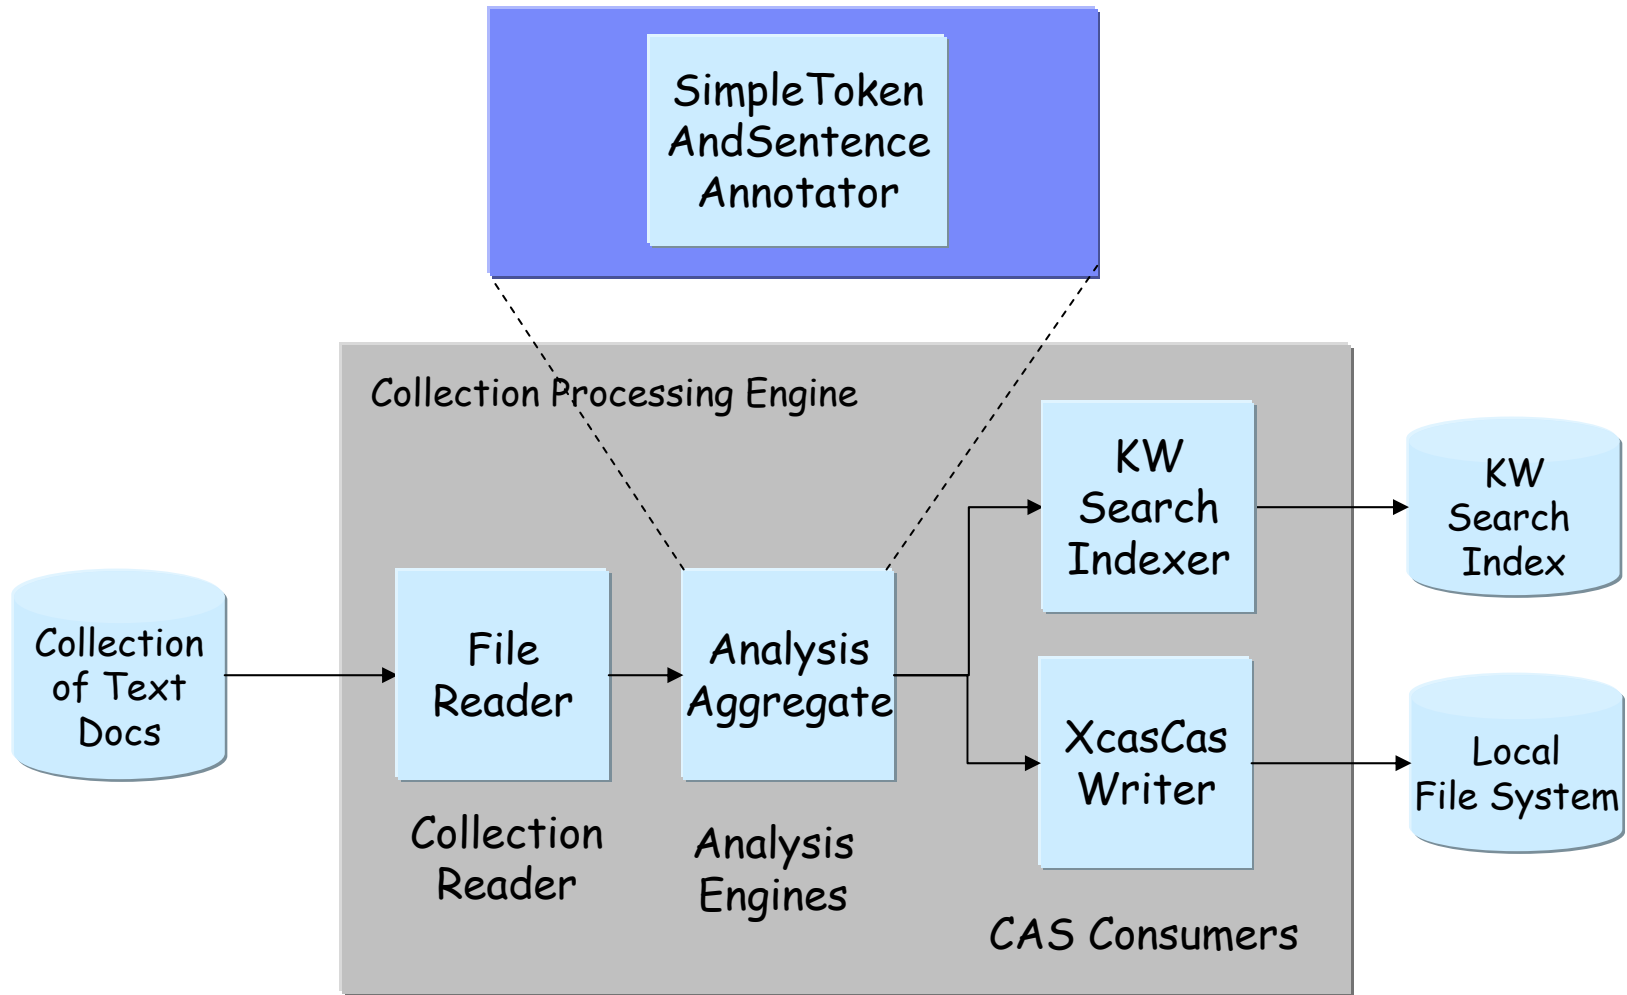 SimpleToken
AndSentence
Annotator
Collection Processing Engine
KW
Search
Indexer
KW
Search
Index
Collection
of Text
Docs
File
Reader
Analysis
Aggregate
XcasCas
Writer
Local
File System
Collection
Reader
Analysis
Engines
CAS Consumers